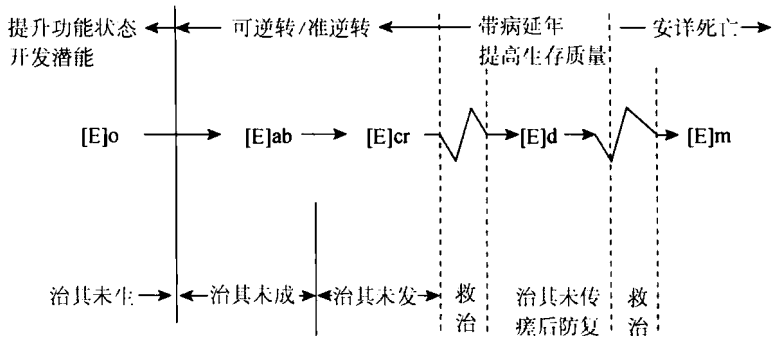 提升功能状态
开发潜能
可逆转/准逆转
带病延年
提高生存质量
安详死亡
[E]o
[E]ab
[E]cr
[E]d
[E]m
治其未生
治其未成
治其未发
救治
治其未传
瘥后防复
救治